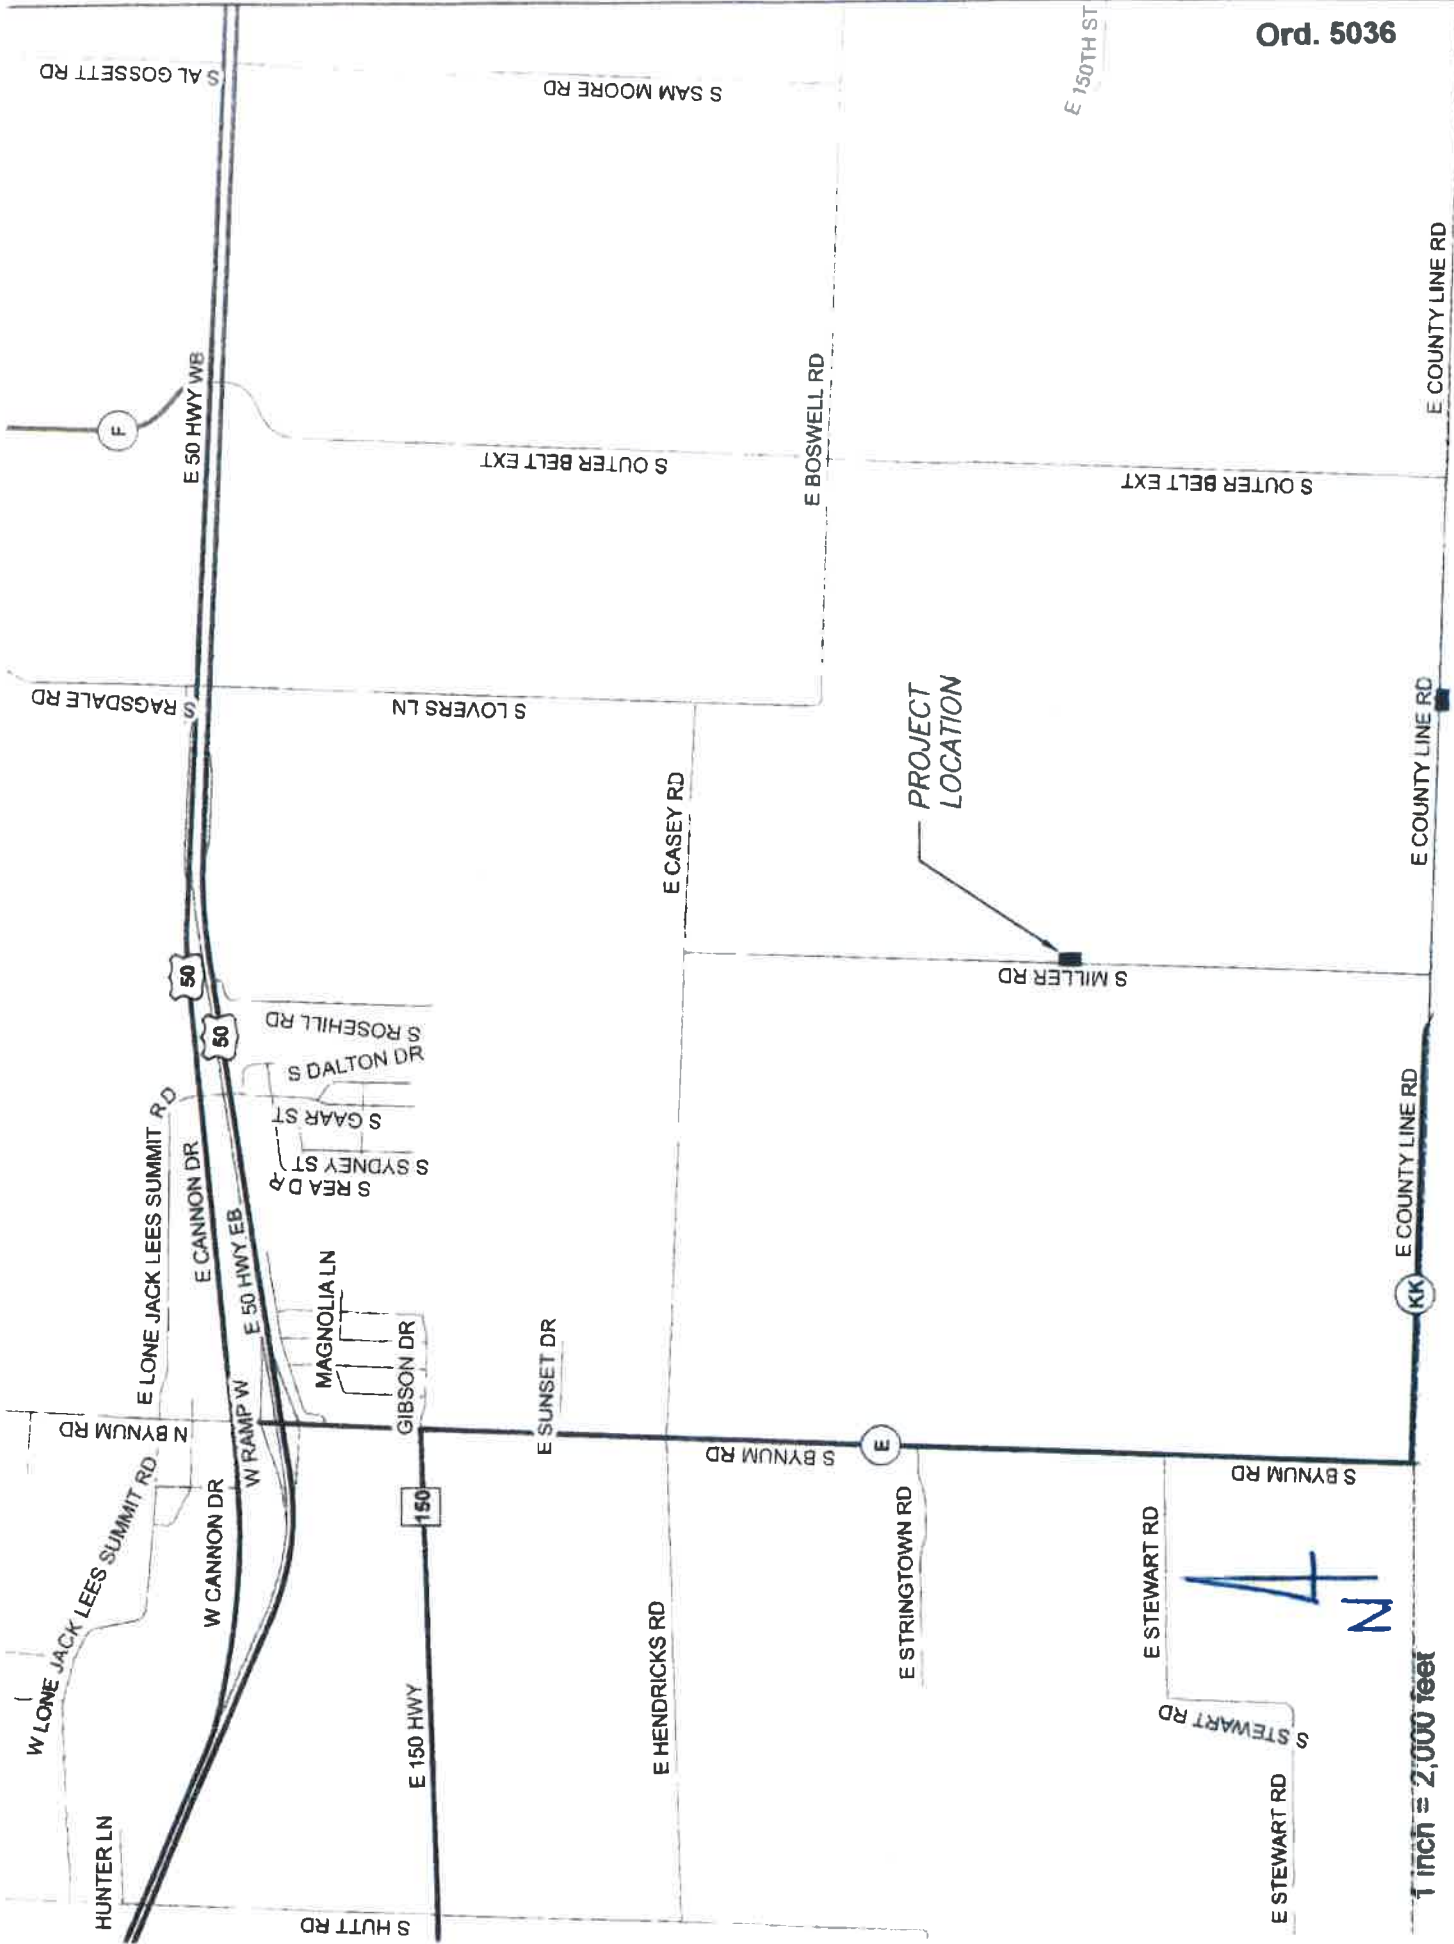 Ord. 5036
S AL GOSSETT RD
S SAM MOORE RD
E 150TH ST
F
E 50 HWY WB
S OUTER BELT EXT
E BOSWELL RD
S OUTER BELT EXT
E COUNTY LINE RD
S RAGSDALE RD
S LOVERS LN
E CASEY RD
PROJECT
LOCATION
E COUNTY LINE RD
50
50
S ROSEHILL RD
S DALTON DR
S GAAR ST
S SYDNEY ST
S REA DR
S MILLER RD
E LONE JACK LEES SUMMIT RD
E CANNON DR
E 50 HWY EB
MAGNOLIA LN
GIBSON DR
E SUNSET DR
E COUNTY LINE RD
KK
N BYNUM RD
W RAMP W
S BYNUM RD
E
S BYNUM RD
W LONE JACK LEES SUMMIT RD
W CANNON DR
150
E 150 HWY
E HENDRICKS RD
E STRINGTOWN RD
E STEWART RD
S STEWART RD
E STEWART RD
HUNTER LN
S HUTT RD
N
1 inch = 2,000 feet